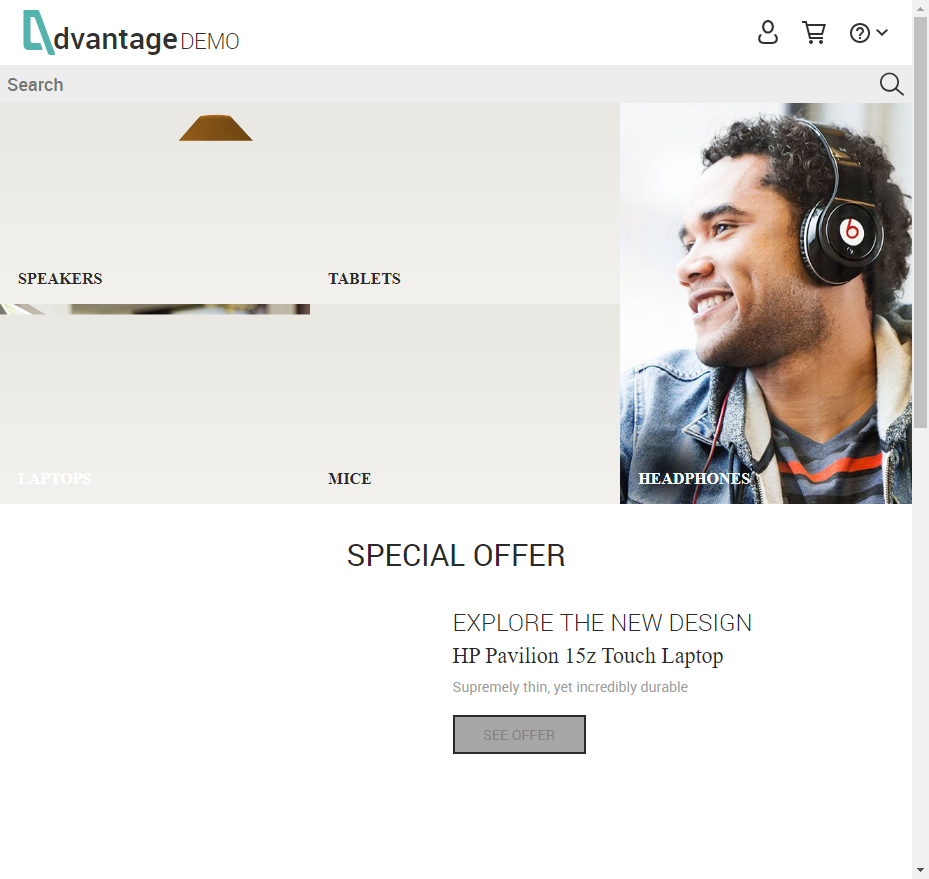 dvantage DEMO
Search
SPEAKERS
TABLETS
LAPTOPS
MICE
HEADPHONES
SPECIAL OFFER
EXPLORE THE NEW DESIGN
HP Pavilion 15z Touch Laptop
Supremely thin, yet incredibly durable
SEE OFFER